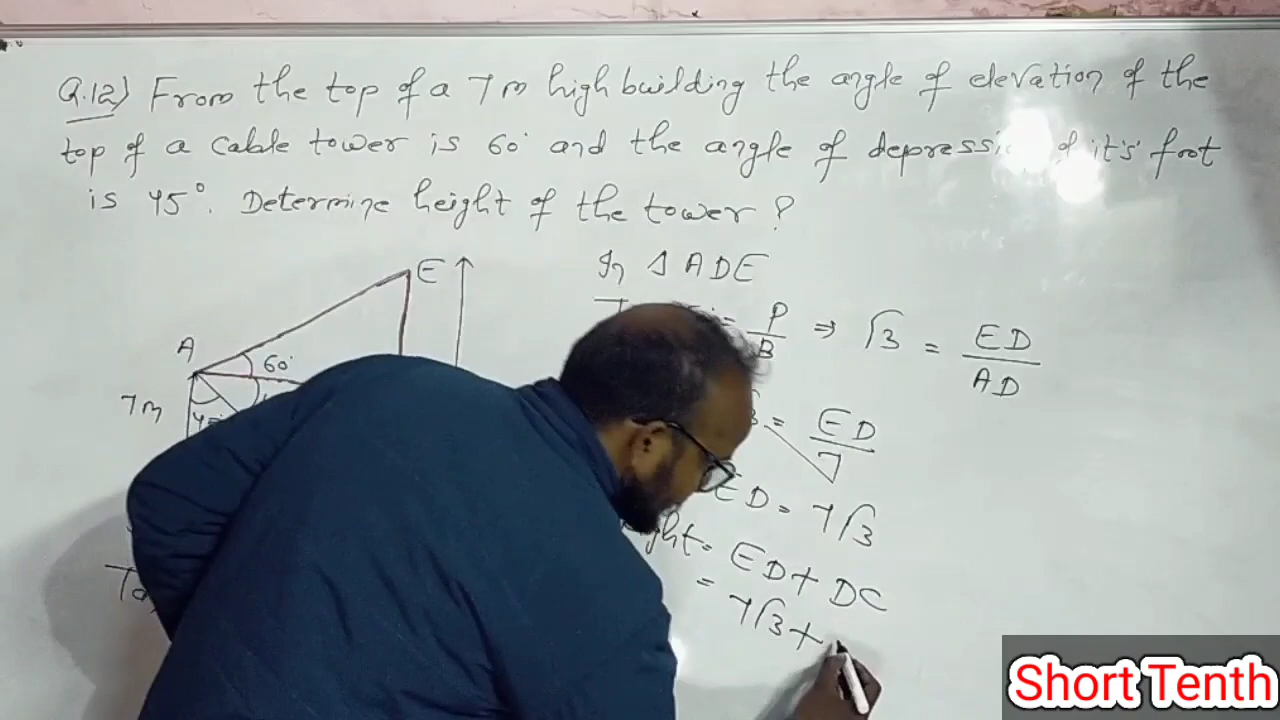 Q.12) From the top of a 7m high building the angle of elevation of the
top of a cable tower is 60° and the angle of depressi of it's foot
is 45°. Determine height of the tower?
In Δ ADE
= P/B ⇒ √3 = ED/AD
= ED/7
ED = 7√3
= ED + DC
= 7√3 +
E
A
60°
7m
Short Tenth